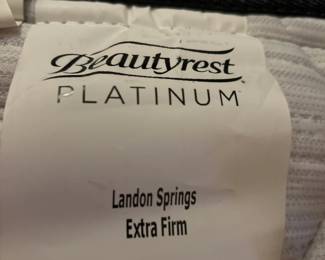 Beautyrest
PLATINUM
Landon Springs
Extra Firm